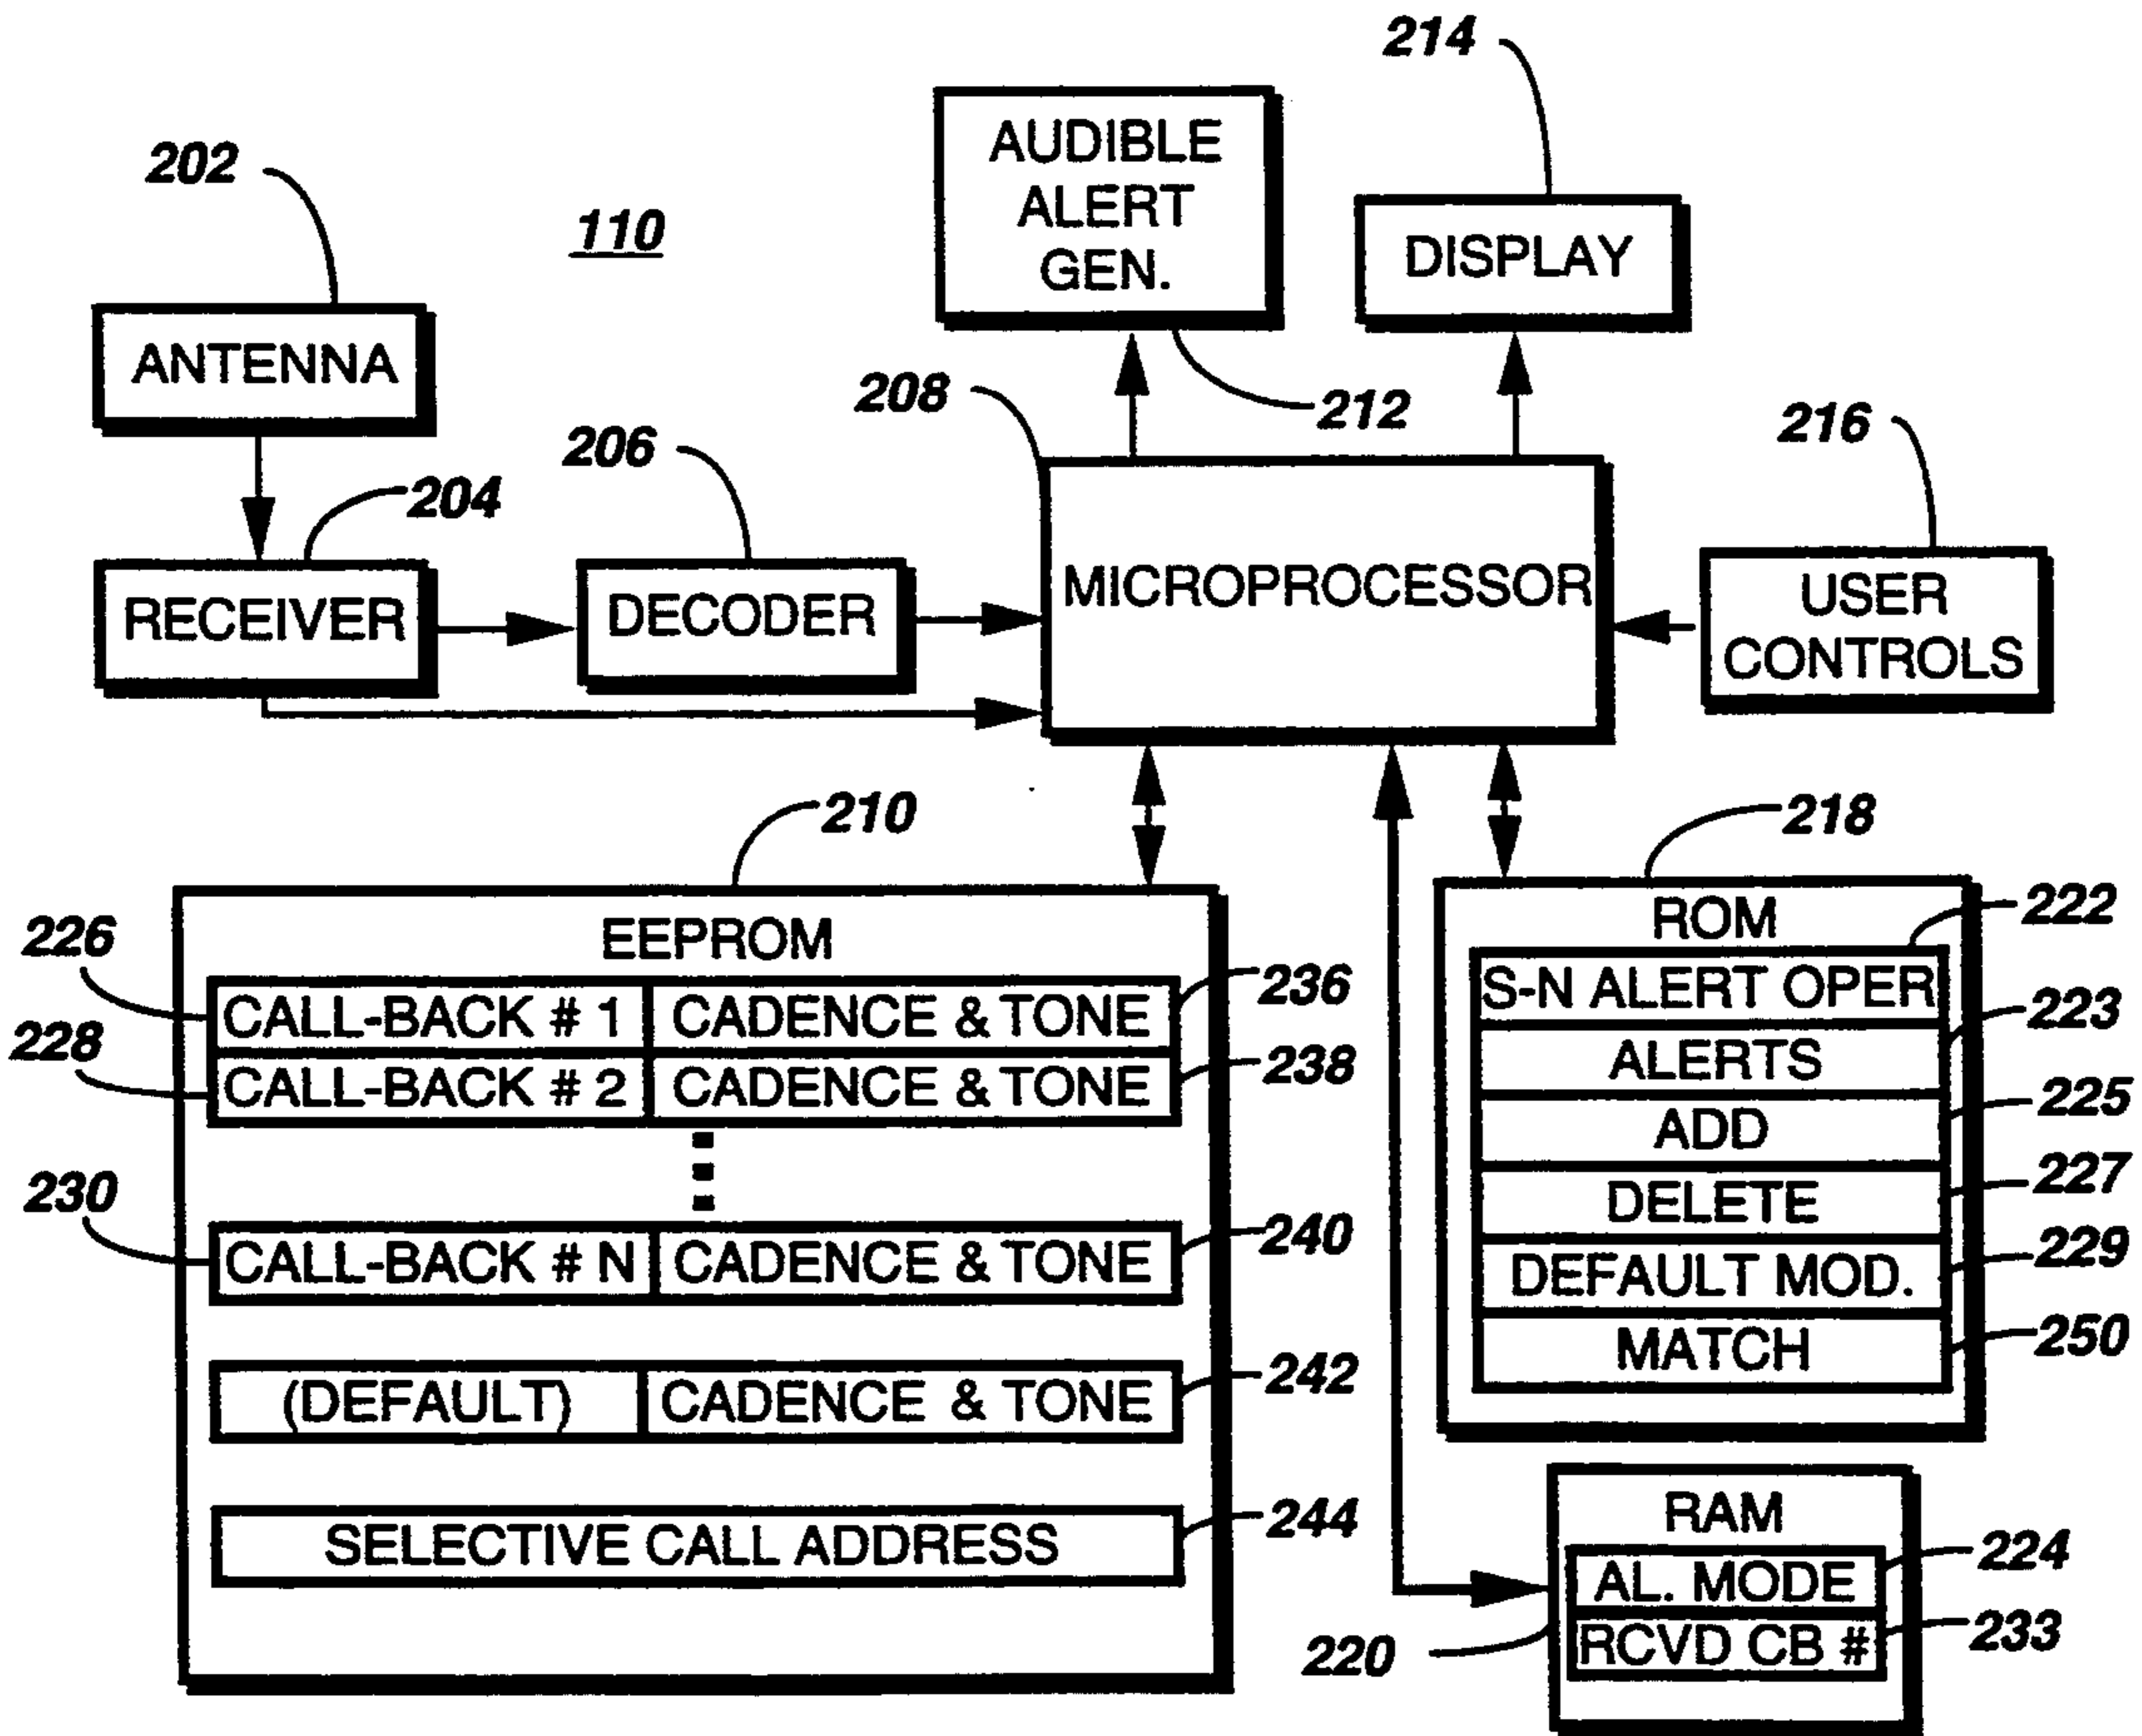 214
202
110
AUDIBLE
ALERT
GEN.
DISPLAY
ANTENNA
208
212
216
206
204
RECEIVER
DECODER
MICROPROCESSOR
USER
CONTROLS
210
218
EEPROM
226
CALL-BACK # 1 CADENCE & TONE 236
228
CALL-BACK # 2 CADENCE & TONE 238
230
CALL-BACK # N CADENCE & TONE 240
(DEFAULT) CADENCE & TONE 242
SELECTIVE CALL ADDRESS 244
ROM
222
S-N ALERT OPER
223
ALERTS
225
ADD
227
DELETE
229
DEFAULT MOD.
250
MATCH
RAM
224
AL. MODE
233
RCVD CB #
220